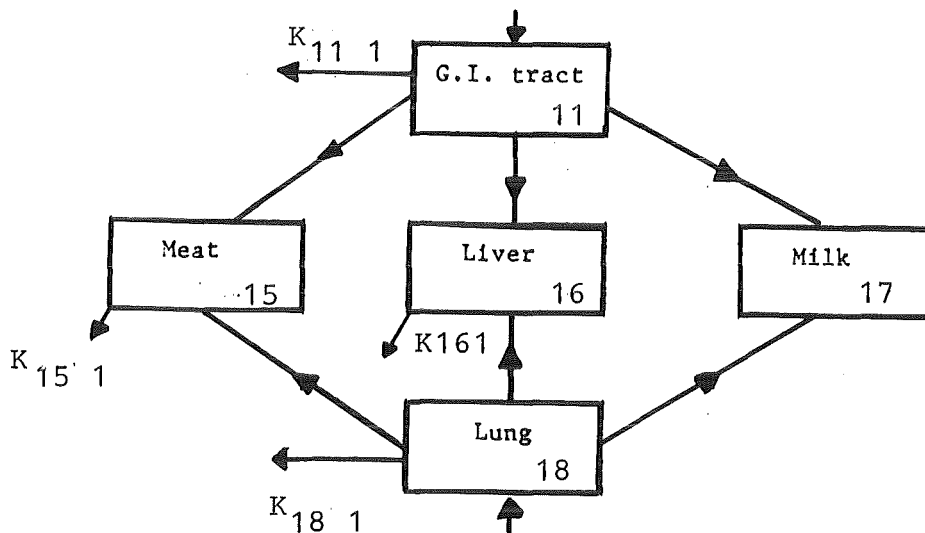 K11 1
G.I. tract
11
Meat
15
Liver
16
Milk
17
K15 1
K161
Lung
18
K18 1